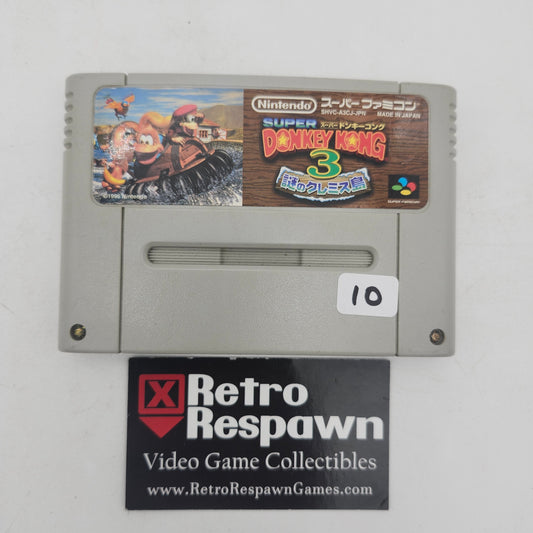 Nintendo スーパーファミコン
SHVC-A3CJ-JPN MADE IN JAPAN
SUPER スーパードンキーコング
DONKEY KONG
3
謎のクレミス島
©1996 Nintendo
SUPER FAMICOM
10
Retro
Respawn
Video Game Collectibles
www.RetroRespawnGames.com